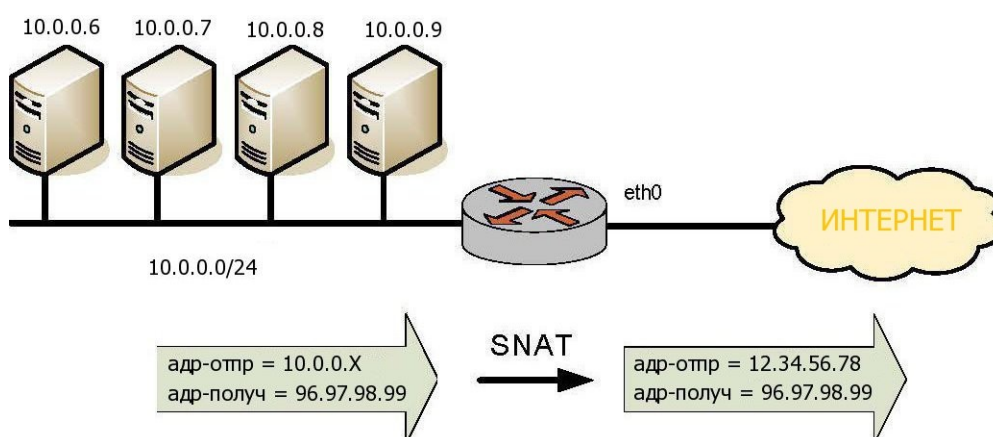 10.0.0.6
10.0.0.7
10.0.0.8
10.0.0.9
eth0
ИНТЕРНЕТ
10.0.0.0/24
адр-отпр = 10.0.0.X
адр-получ = 96.97.98.99
SNAT
адр-отпр = 12.34.56.78
адр-получ = 96.97.98.99